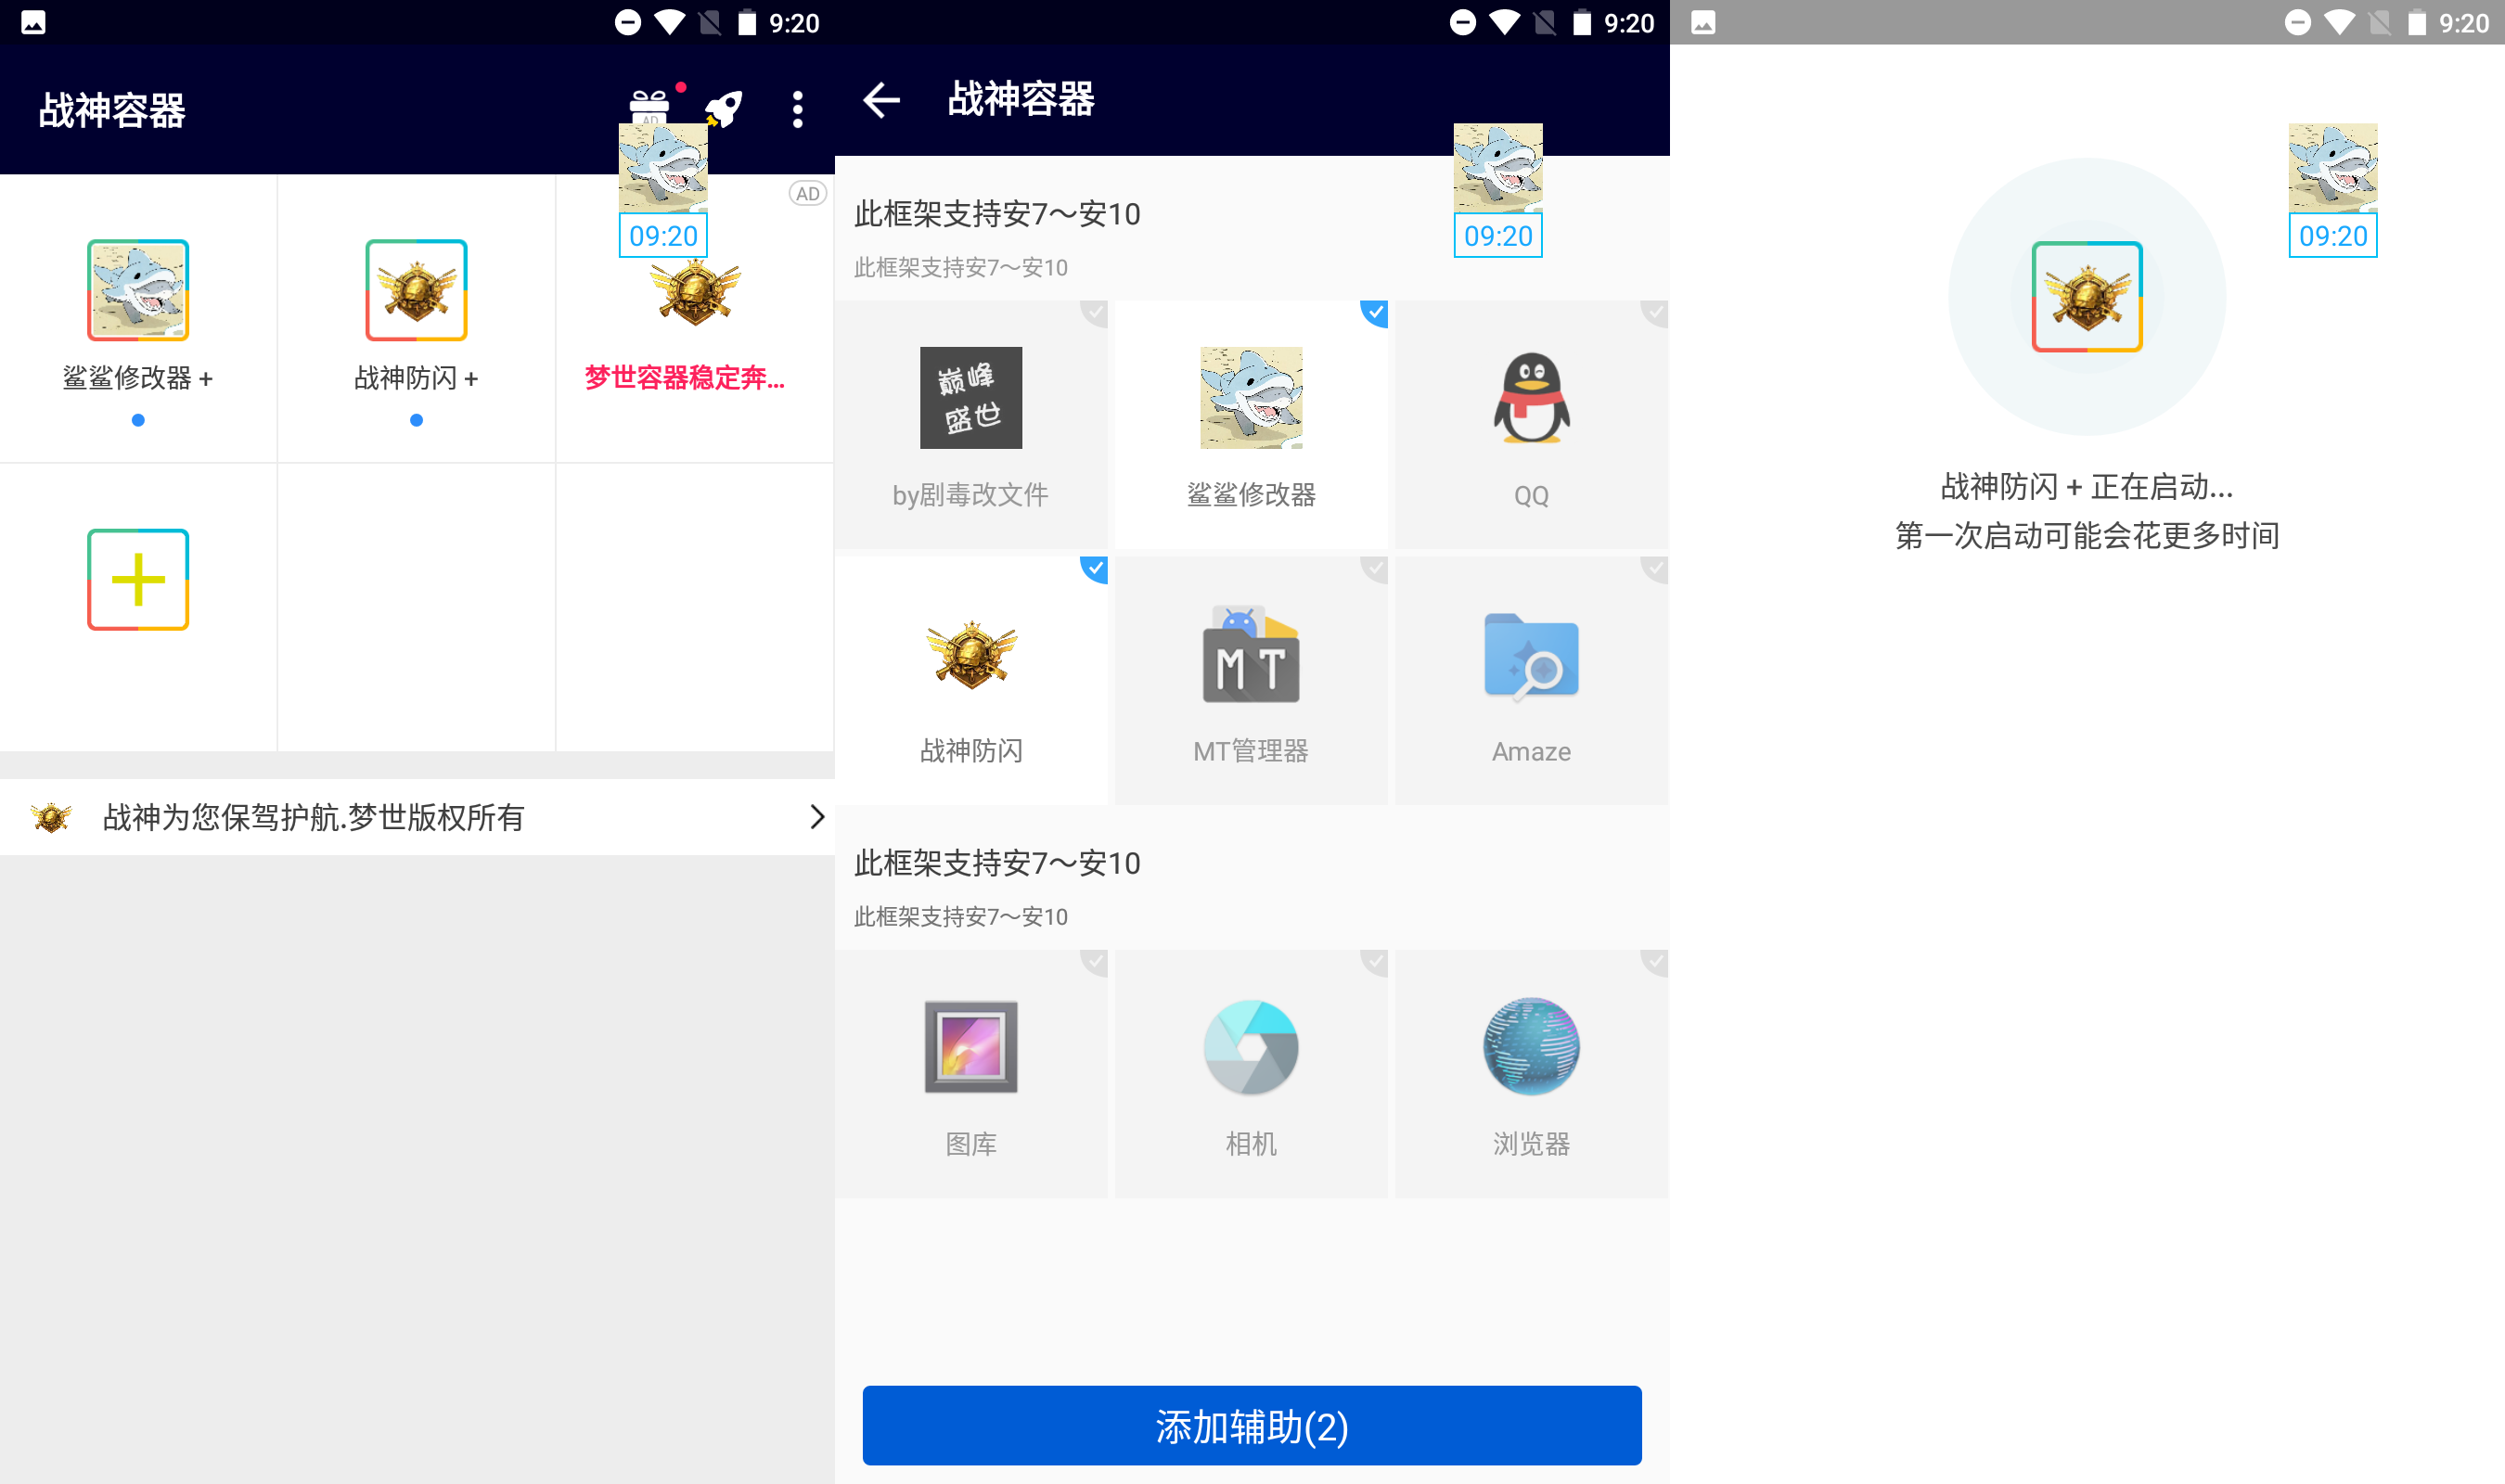 9:20
战神容器
AD
09:20
AD
鲨鲨修改器 +
战神防闪 +
梦世容器稳定奔...
战神为您保驾护航.梦世版权所有
9:20
战神容器
09:20
此框架支持安7～安10
此框架支持安7～安10
巅峰
盛世
by剧毒改文件
鲨鲨修改器
QQ
MT
战神防闪
MT管理器
Amaze
此框架支持安7～安10
此框架支持安7～安10
图库
相机
浏览器
添加辅助(2)
9:20
09:20
战神防闪 + 正在启动...
第一次启动可能会花更多时间